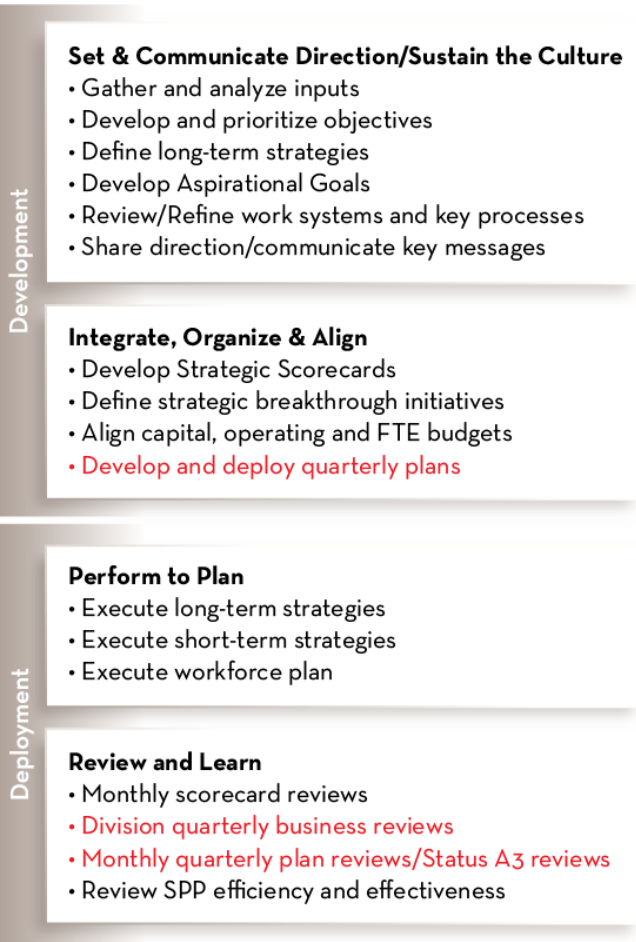 Development
Set & Communicate Direction/Sustain the Culture
• Gather and analyze inputs
• Develop and prioritize objectives
• Define long-term strategies
• Develop Aspirational Goals
• Review/Refine work systems and key processes
• Share direction/communicate key messages
Integrate, Organize & Align
• Develop Strategic Scorecards
• Define strategic breakthrough initiatives
• Align capital, operating and FTE budgets
• Develop and deploy quarterly plans
Deployment
Perform to Plan
• Execute long-term strategies
• Execute short-term strategies
• Execute workforce plan
Review and Learn
• Monthly scorecard reviews
• Division quarterly business reviews
• Monthly quarterly plan reviews/Status A3 reviews
• Review SPP efficiency and effectiveness